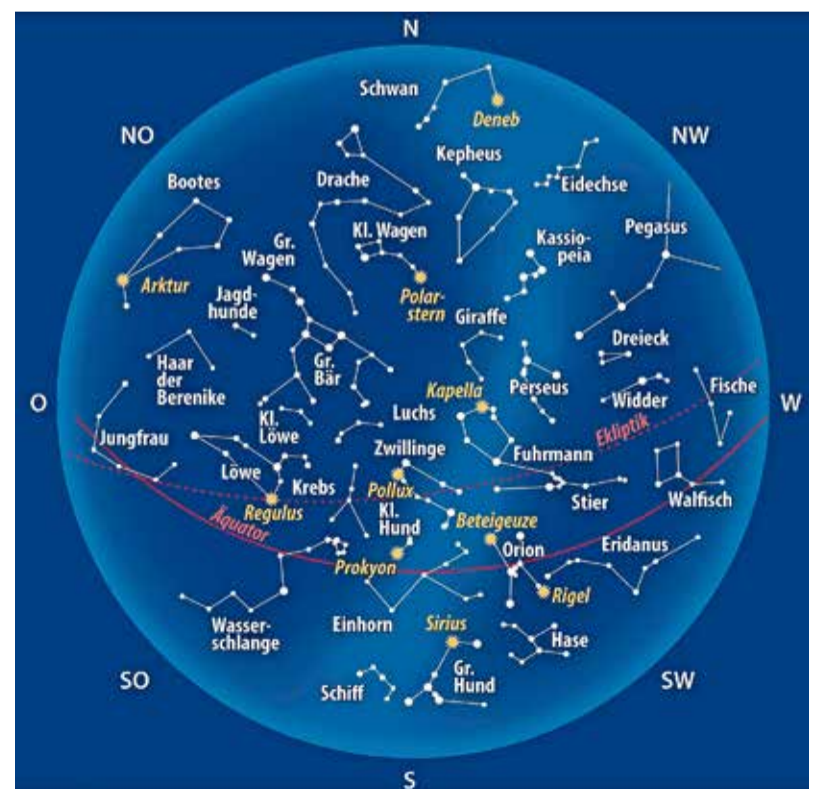 N
Schwan
Deneb
NO
NW
Kepheus
Bootes
Drache
Eidechse
Kl. Wagen
Gr.
Wagen
Kassio-
peia
Pegasus
Arktur
Jagd-
hunde
Polar-
stern
Giraffe
Dreieck
Haar
der
Berenike
Gr.
Bär
Kapella
Perseus
Widder
Fische
O
W
Kl.
Löwe
Luchs
Jungfrau
Zwillinge
Fuhrmann
Ekliptik
Löwe
Krebs
Pollux
Stier
Walfisch
Regulus
Äquator
Kl.
Hund
Beteigeuze
Orion
Eridanus
Prokyon
Rigel
Wasser-
schlange
Einhorn
Sirius
Hase
SO
SW
Schiff
Gr.
Hund
S